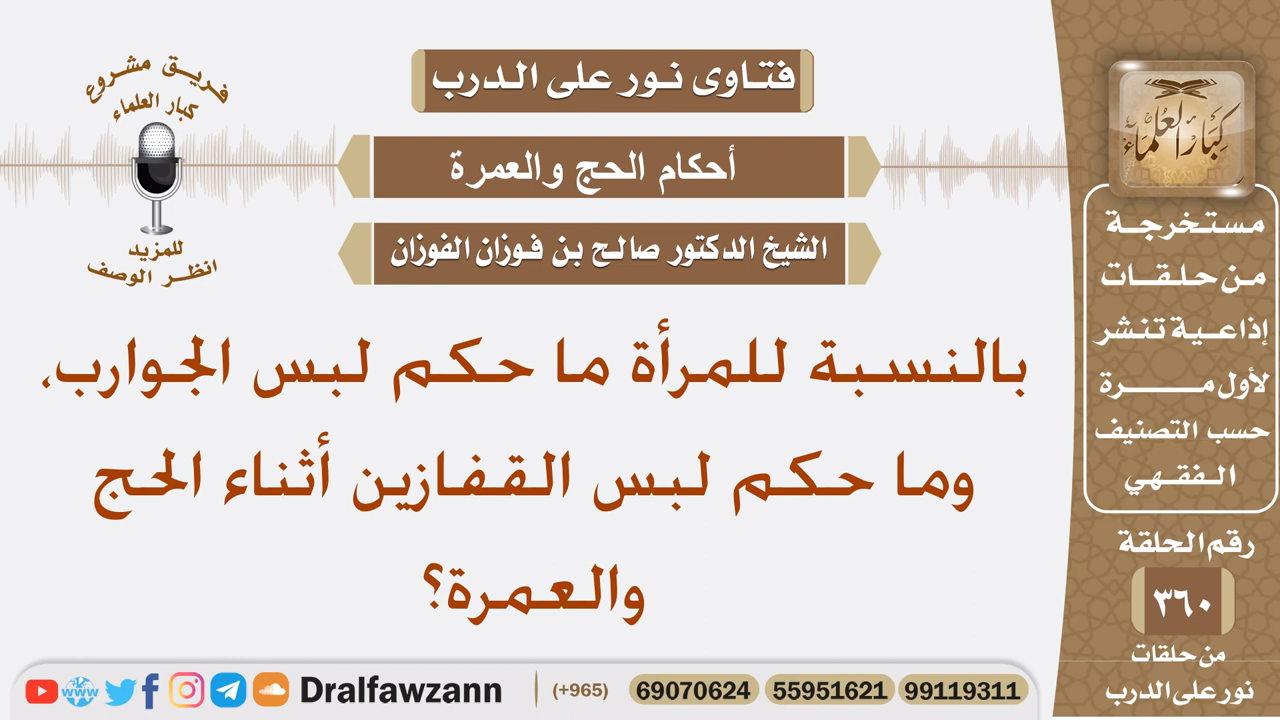 فتاوى نور على الدرب
أحكام الحج والعمرة
الشيخ الدكتور صالح بن فوزان الفوزان
بالنسبة للمرأة ما حكم لبس الجوارب،
وما حكم لبس القفازين أثناء الحج
والعمرة؟
فريق مشروع
كبار العلماء
للمزيد
انظر الوصف
كبار العلماء
مستخرجة
من حلقات
إذاعية تنشر
لأول مرة
حسب التصنيف
الفقهي
رقم الحلقة
٣٦٠
من حلقات
نور على الدرب
www
Dralfawzann
(+965) 69070624 55951621 99119311